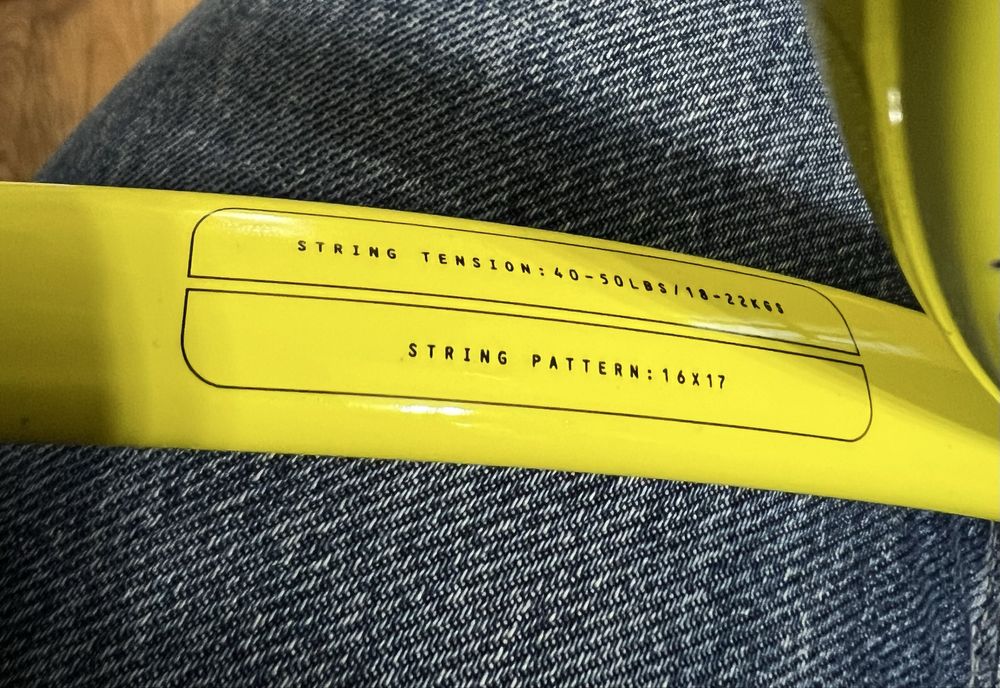 STRING TENSION:40-50LBS/18-22KGS
STRING PATTERN:16X17